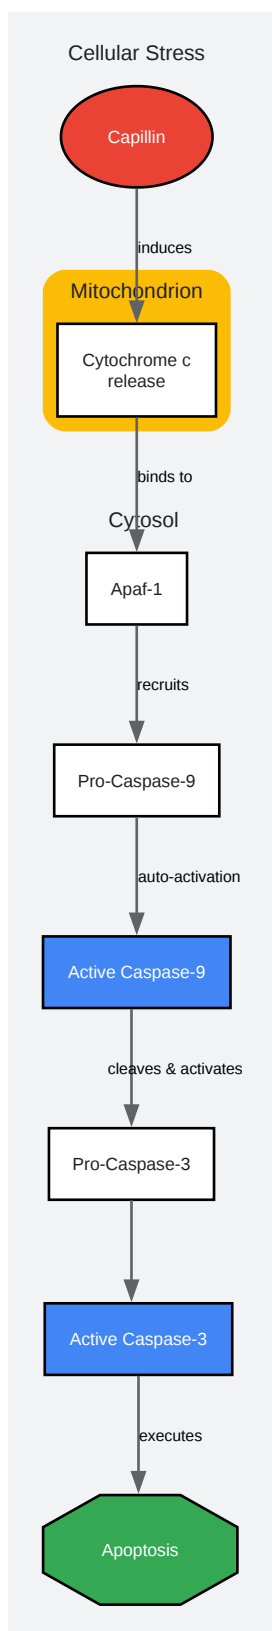 Cellular Stress
Capillin
induces
Mitochondrion
Cytochrome c
release
binds to
Cytosol
Apaf-1
recruits
Pro-Caspase-9
auto-activation
Active Caspase-9
cleaves & activates
Pro-Caspase-3
Active Caspase-3
executes
Apoptosis